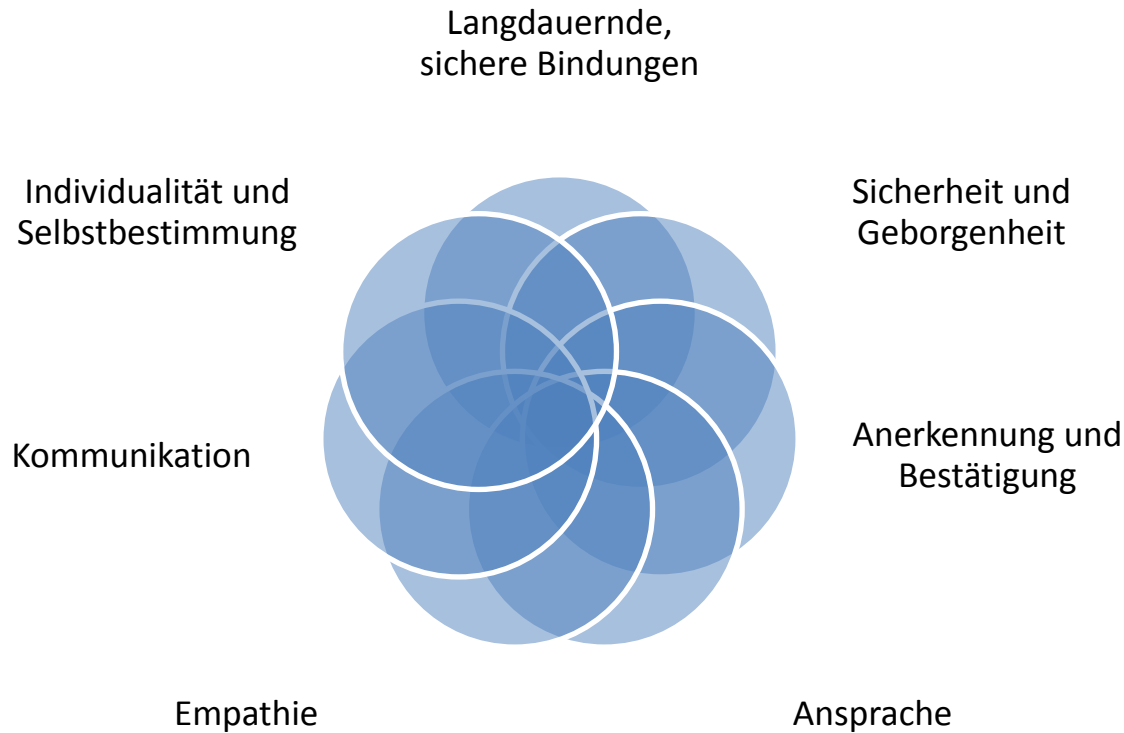 Langdauernde,
sichere Bindungen
Individualität und
Selbstbestimmung
Sicherheit und
Geborgenheit
Kommunikation
Anerkennung und
Bestätigung
Empathie
Ansprache